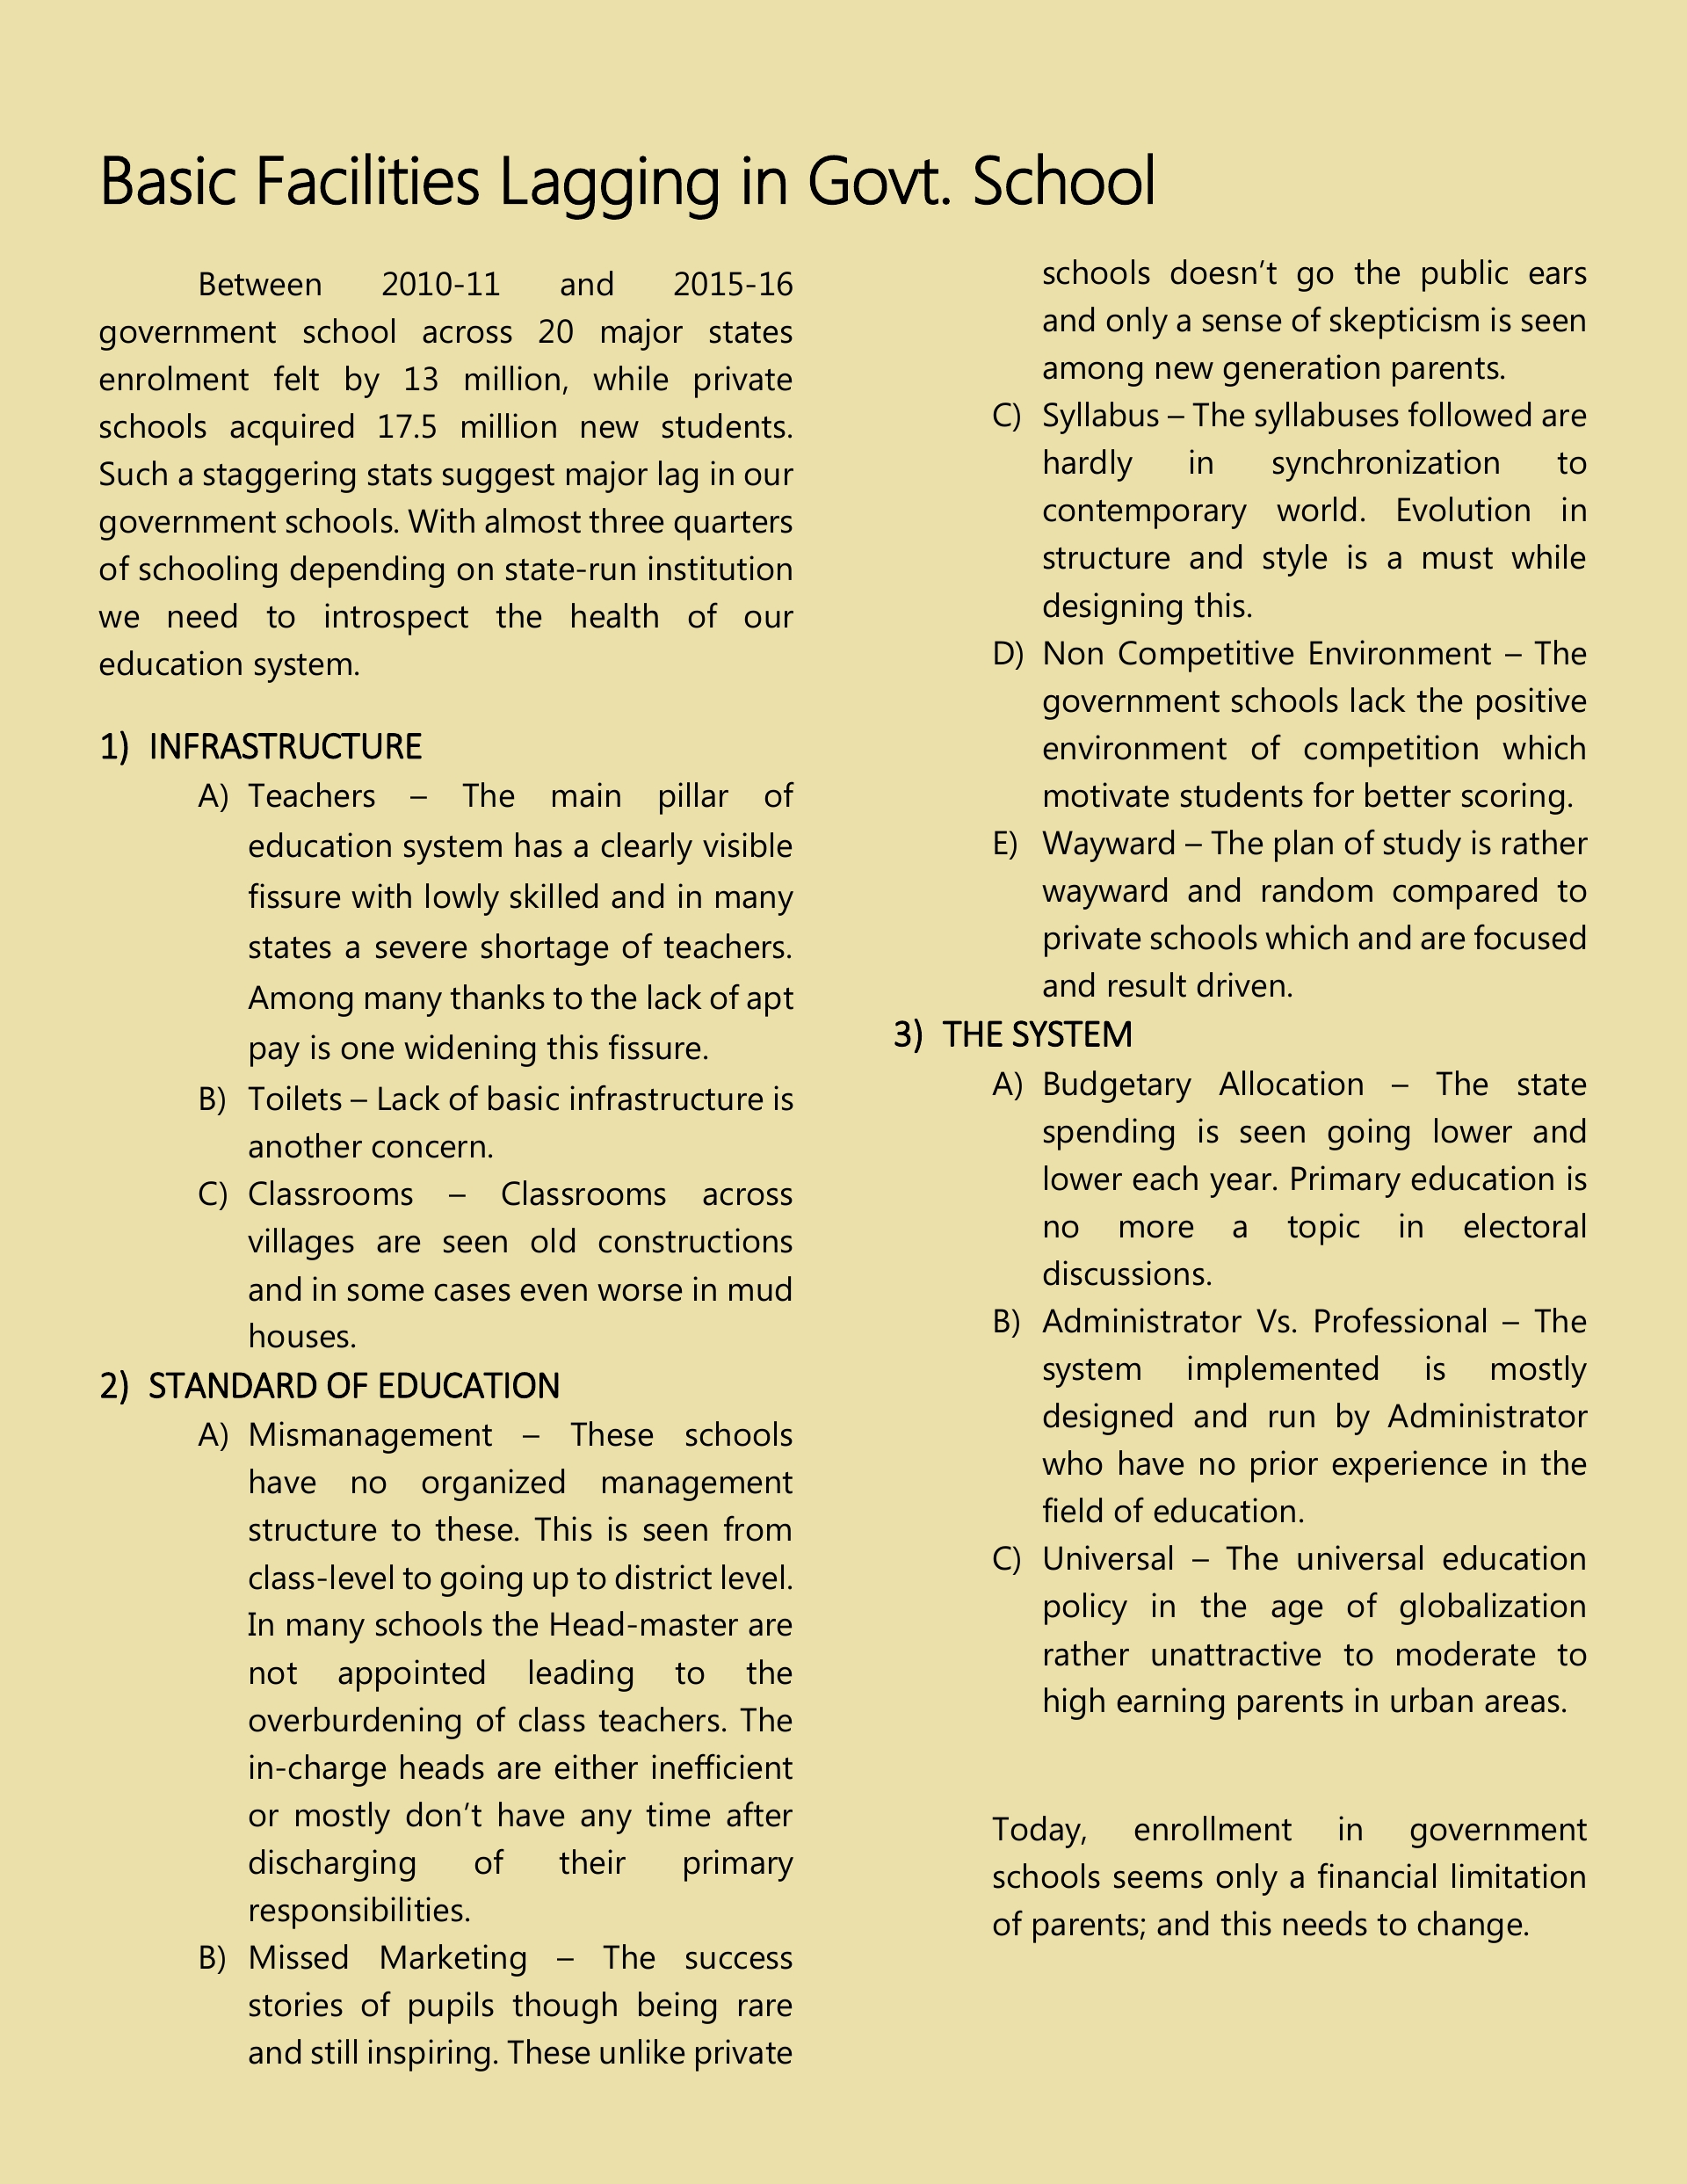 Basic Facilities Lagging in Govt. School
Between 2010-11 and 2015-16
government school across 20 major states
enrolment felt by 13 million, while private
schools acquired 17.5 million new students.
Such a staggering stats suggest major lag in our
government schools. With almost three quarters
of schooling depending on state-run institution
we need to introspect the health of our
education system.
1) INFRASTRUCTURE
A) Teachers – The main pillar of
education system has a clearly visible
fissure with lowly skilled and in many
states a severe shortage of teachers.
Among many thanks to the lack of apt
pay is one widening this fissure.
B) Toilets – Lack of basic infrastructure is
another concern.
C) Classrooms – Classrooms across
villages are seen old constructions
and in some cases even worse in mud
houses.
2) STANDARD OF EDUCATION
A) Mismanagement – These schools
have no organized management
structure to these. This is seen from
class-level to going up to district level.
In many schools the Head-master are
not appointed leading to the
overburdening of class teachers. The
in-charge heads are either inefficient
or mostly don’t have any time after
discharging of their primary
responsibilities.
B) Missed Marketing – The success
stories of pupils though being rare
and still inspiring. These unlike private
schools doesn’t go the public ears
and only a sense of skepticism is seen
among new generation parents.
C) Syllabus – The syllabuses followed are
hardly in synchronization to
contemporary world. Evolution in
structure and style is a must while
designing this.
D) Non Competitive Environment – The
government schools lack the positive
environment of competition which
motivate students for better scoring.
E) Wayward – The plan of study is rather
wayward and random compared to
private schools which and are focused
and result driven.
3) THE SYSTEM
A) Budgetary Allocation – The state
spending is seen going lower and
lower each year. Primary education is
no more a topic in electoral
discussions.
B) Administrator Vs. Professional – The
system implemented is mostly
designed and run by Administrator
who have no prior experience in the
field of education.
C) Universal – The universal education
policy in the age of globalization
rather unattractive to moderate to
high earning parents in urban areas.
Today, enrollment in government
schools seems only a financial limitation
of parents; and this needs to change.